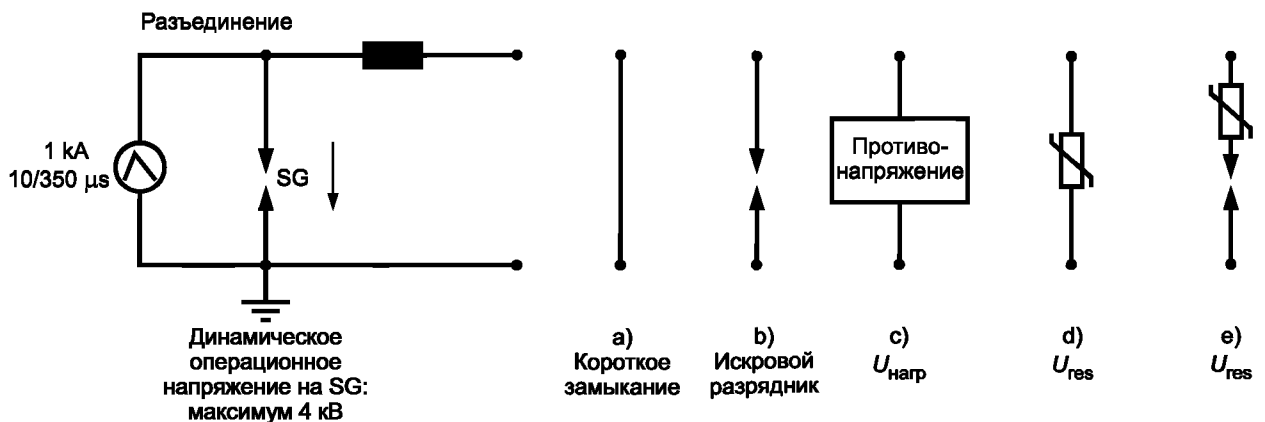 Разъединение
1 kA
10/350 µs
SG
Динамическое
операционное
напряжение на SG:
максимум 4 кВ
a)
Короткое
замыкание
b)
Искровой
разрядник
Противо-
напряжение
c)
Uнагр
d)
Ures
e)
Ures